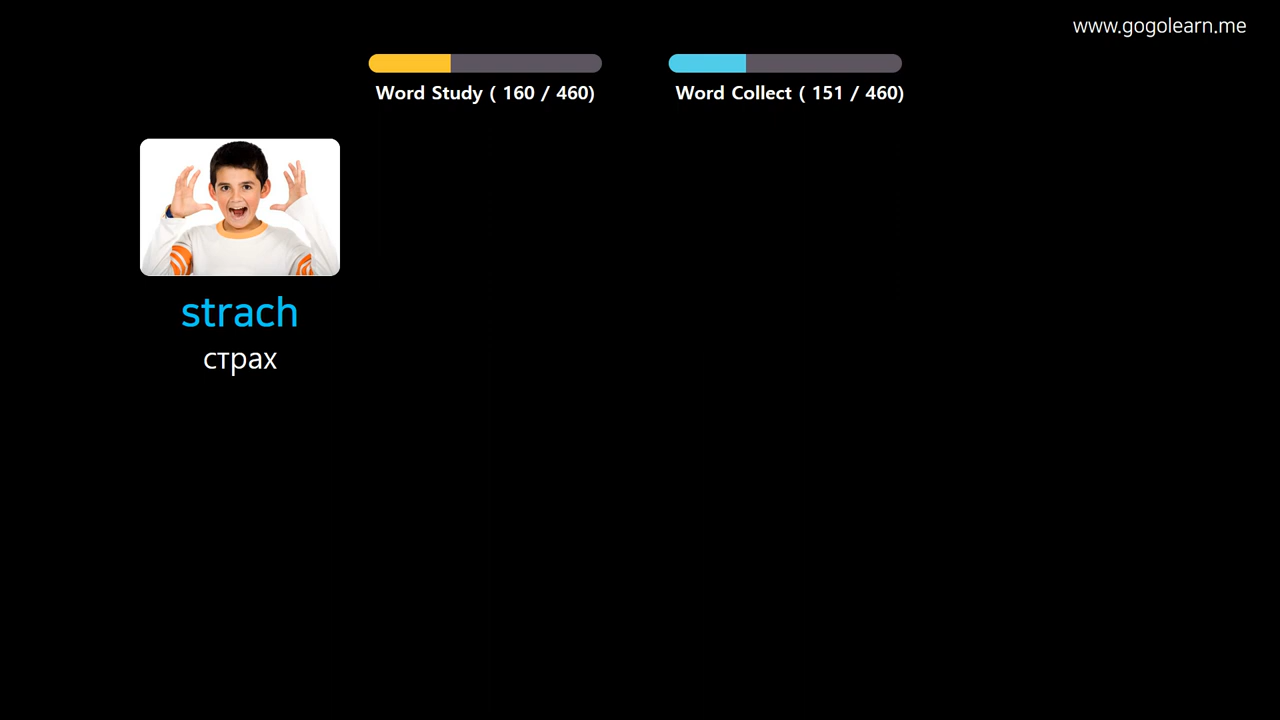 www.gogolearn.me
Word Study ( 160 / 460)
Word Collect ( 151 / 460)
strach
страх